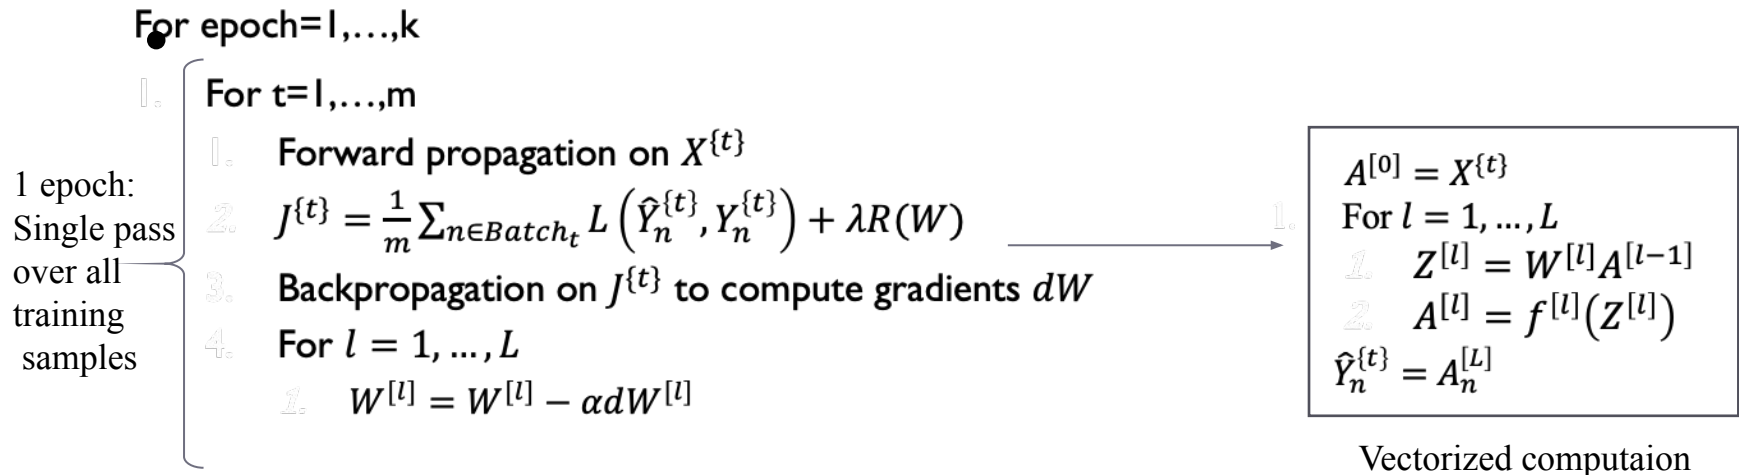 For epoch=1,…,k
1. For t=1,…,m
1. Forward propagation on X^{t}
2. J^{t} = 1/m ∑_{n∈Batch_t} L(Ŷ_n^{t}, Y_n^{t}) + λR(W)
3. Backpropagation on J^{t} to compute gradients dW
4. For l = 1, …, L
1. W^[l] = W^[l] − αdW^[l]
1 epoch:
Single pass
over all
training
samples
1.
A^[0] = X^{t}
For l = 1, …, L
1. Z^[l] = W^[l]A^[l−1]
2. A^[l] = f^[l](Z^[l])
Ŷ_n^{t} = A_n^[L]
Vectorized computaion